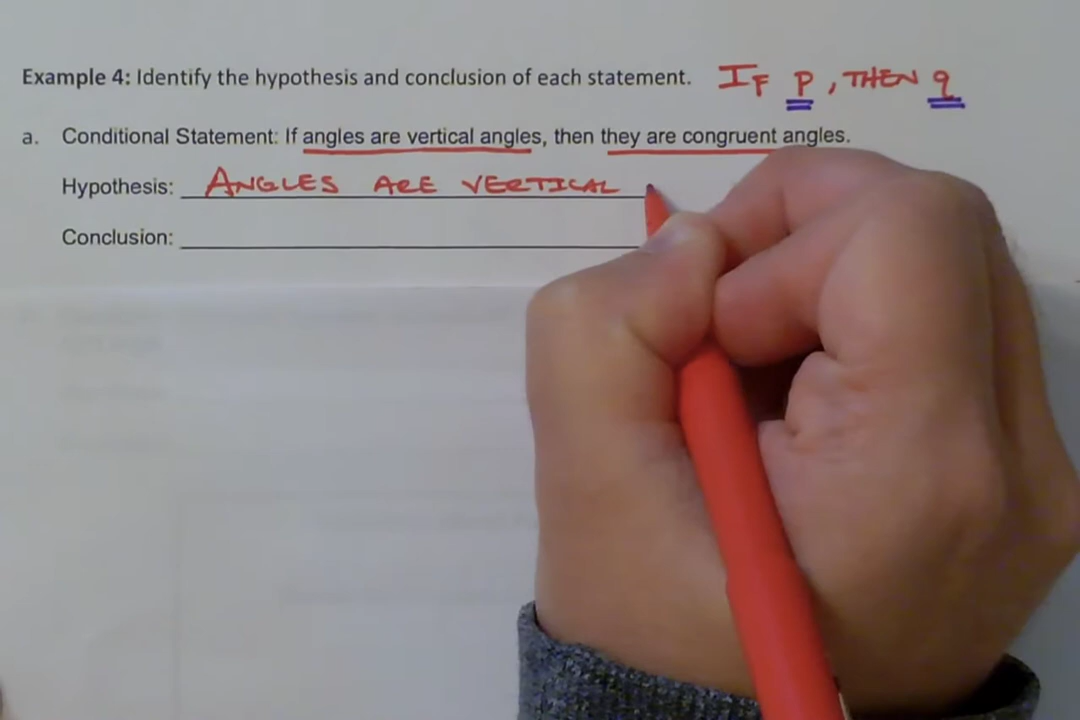 Example 4: Identify the hypothesis and conclusion of each statement. IF P, THEN q
a. Conditional Statement: If angles are vertical angles, then they are congruent angles.
Hypothesis: ANGLES ARE VERTICAL
Conclusion: